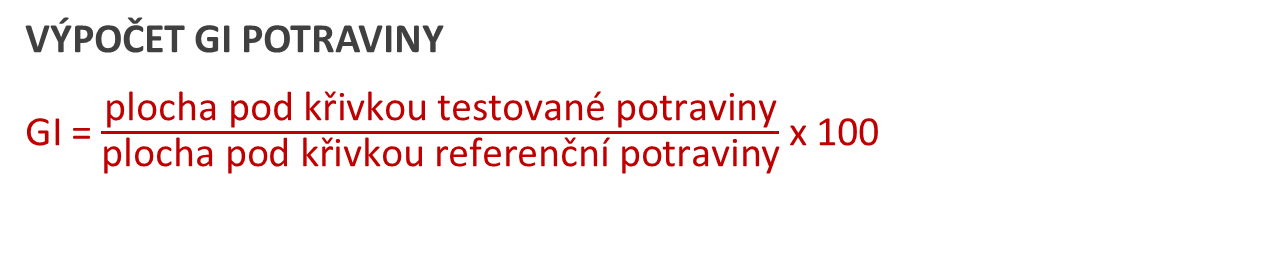 VÝPOČET GI POTRAVINY
GI = plocha pod křivkou testované potraviny
plocha pod křivkou referenční potraviny x 100